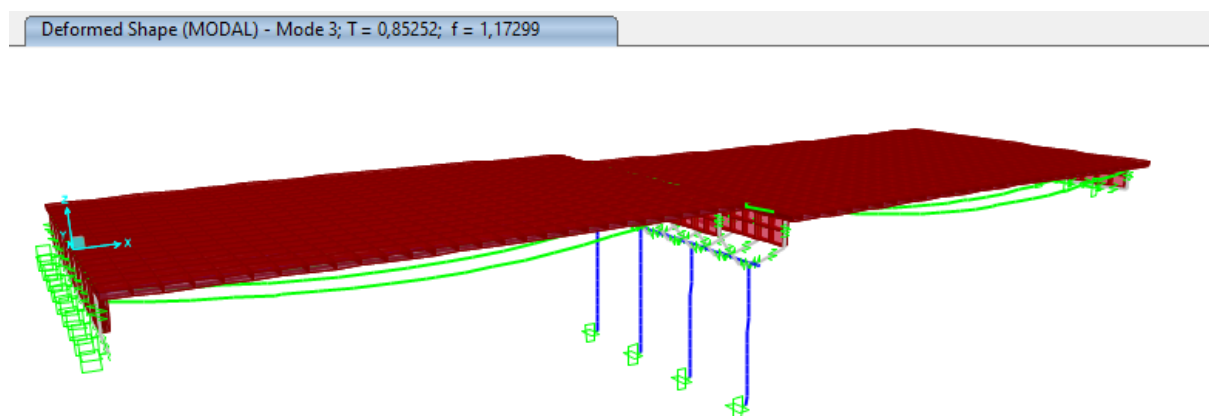 Deformed Shape (MODAL) - Mode 3; T = 0,85252; f = 1,17299
Z
Y
X